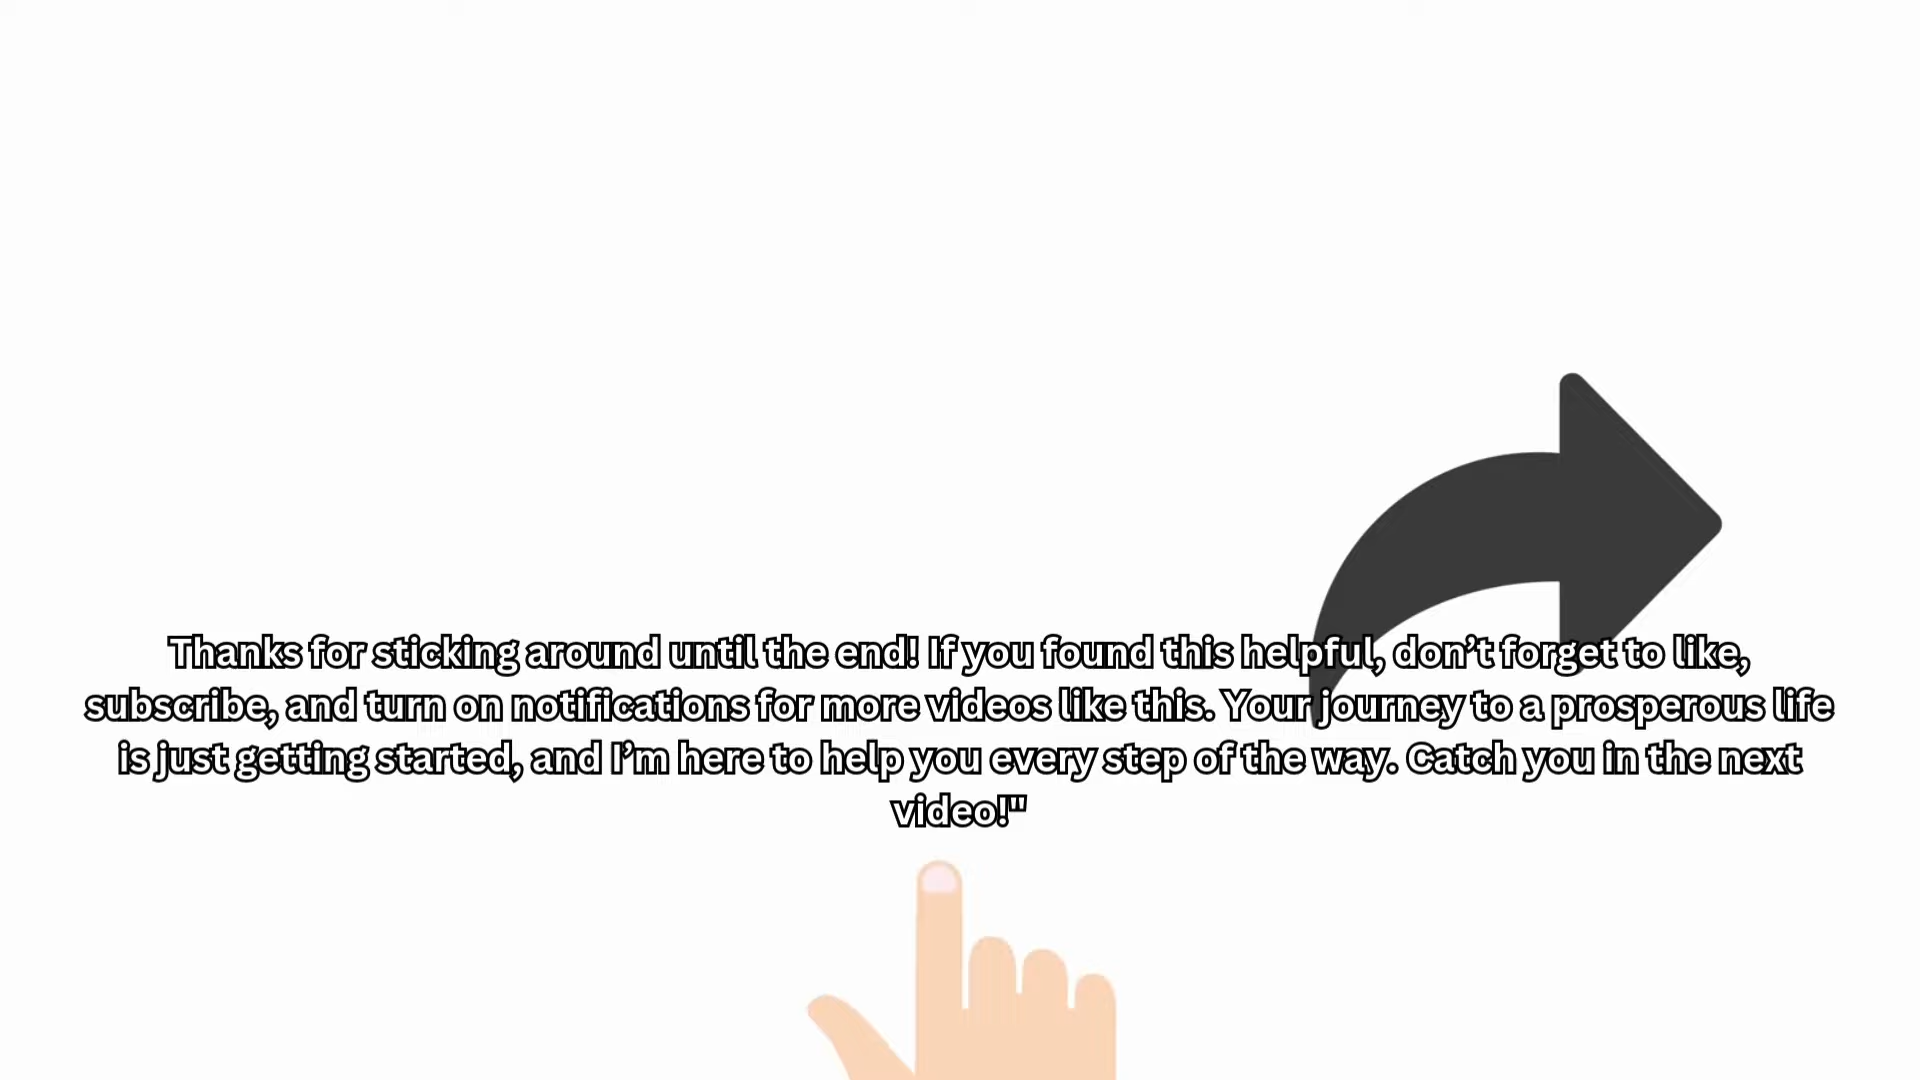 Thanks for sticking around until the end! If you found this helpful, don’t forget to like,
subscribe, and turn on notifications for more videos like this. Your journey to a prosperous life
is just getting started, and I’m here to help you every step of the way. Catch you in the next
video!"